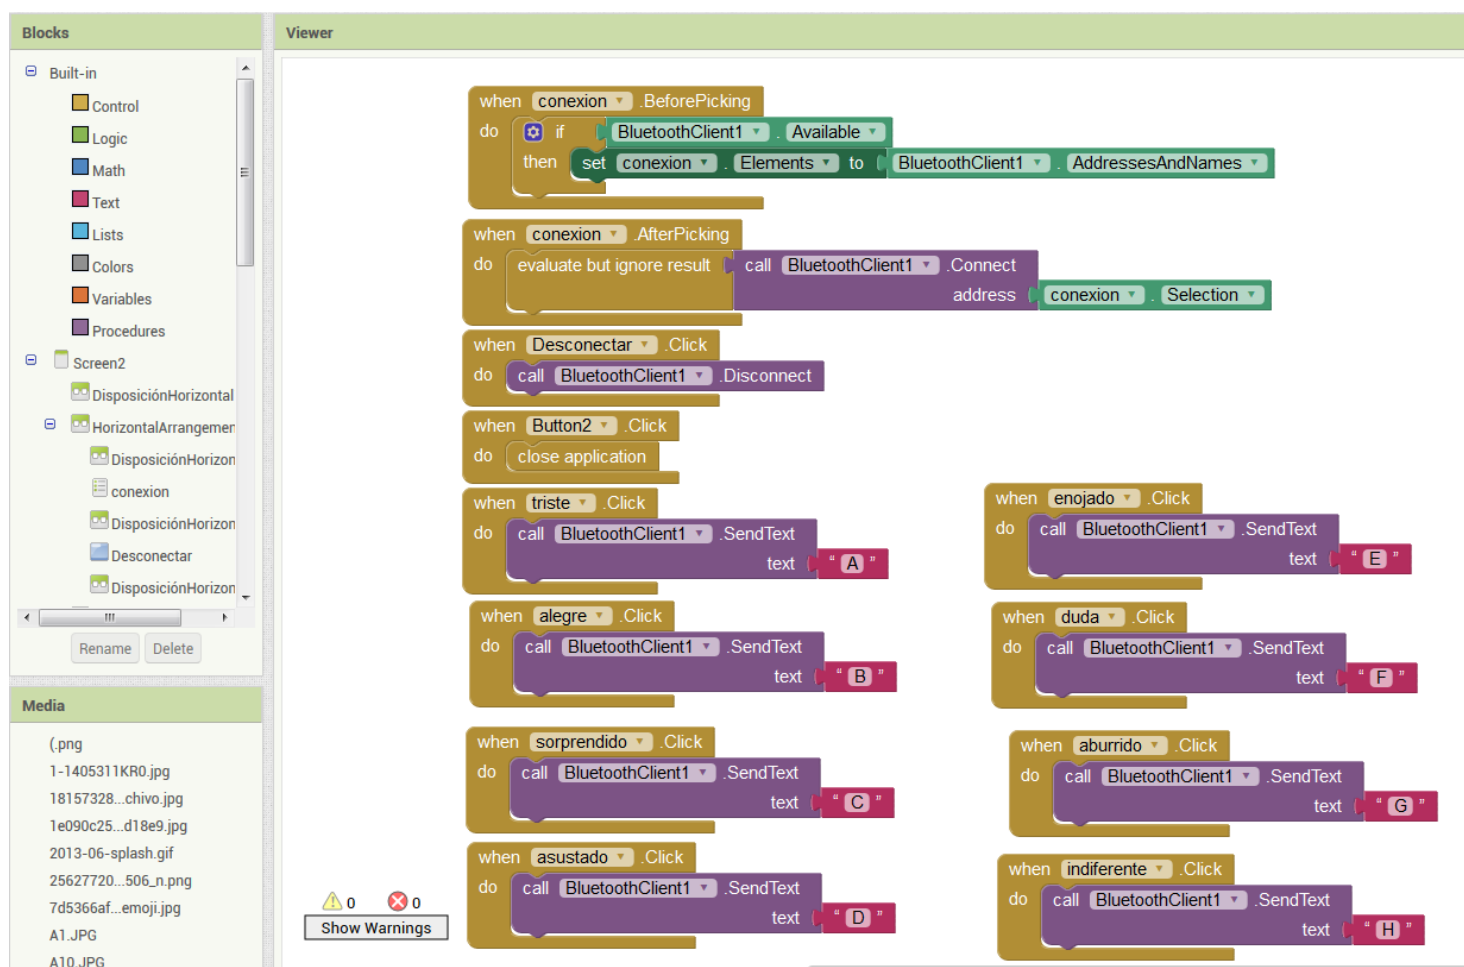 Blocks
Built-in
Control
Logic
Math
Text
Lists
Colors
Variables
Procedures
Screen2
DisposiciónHorizontal
HorizontalArrangemer
DisposiciónHorizon
conexion
DisposiciónHorizon
Desconectar
DisposiciónHorizon
Rename Delete
Media
(.png
1-1405311KR0.jpg
18157328...chivo.jpg
1e090c25...d18e9.jpg
2013-06-splash.gif
25627720...506_n.png
7d5366af...emoji.jpg
A1.JPG
A10.JPG
Viewer
when conexion .BeforePicking
do if BluetoothClient1 . Available
then set conexion . Elements to BluetoothClient1 . AddressesAndNames
when conexion .AfterPicking
do evaluate but ignore result call BluetoothClient1 .Connect
address conexion . Selection
when Desconectar .Click
do call BluetoothClient1 .Disconnect
when Button2 .Click
do close application
when triste .Click
do call BluetoothClient1 .SendText
text " A "
when alegre .Click
do call BluetoothClient1 .SendText
text " B "
when sorprendido .Click
do call BluetoothClient1 .SendText
text " C "
when asustado .Click
do call BluetoothClient1 .SendText
text " D "
when enojado .Click
do call BluetoothClient1 .SendText
text " E "
when duda .Click
do call BluetoothClient1 .SendText
text " F "
when aburrido .Click
do call BluetoothClient1 .SendText
text " G "
when indiferente .Click
do call BluetoothClient1 .SendText
text " H "
0 0
Show Warnings